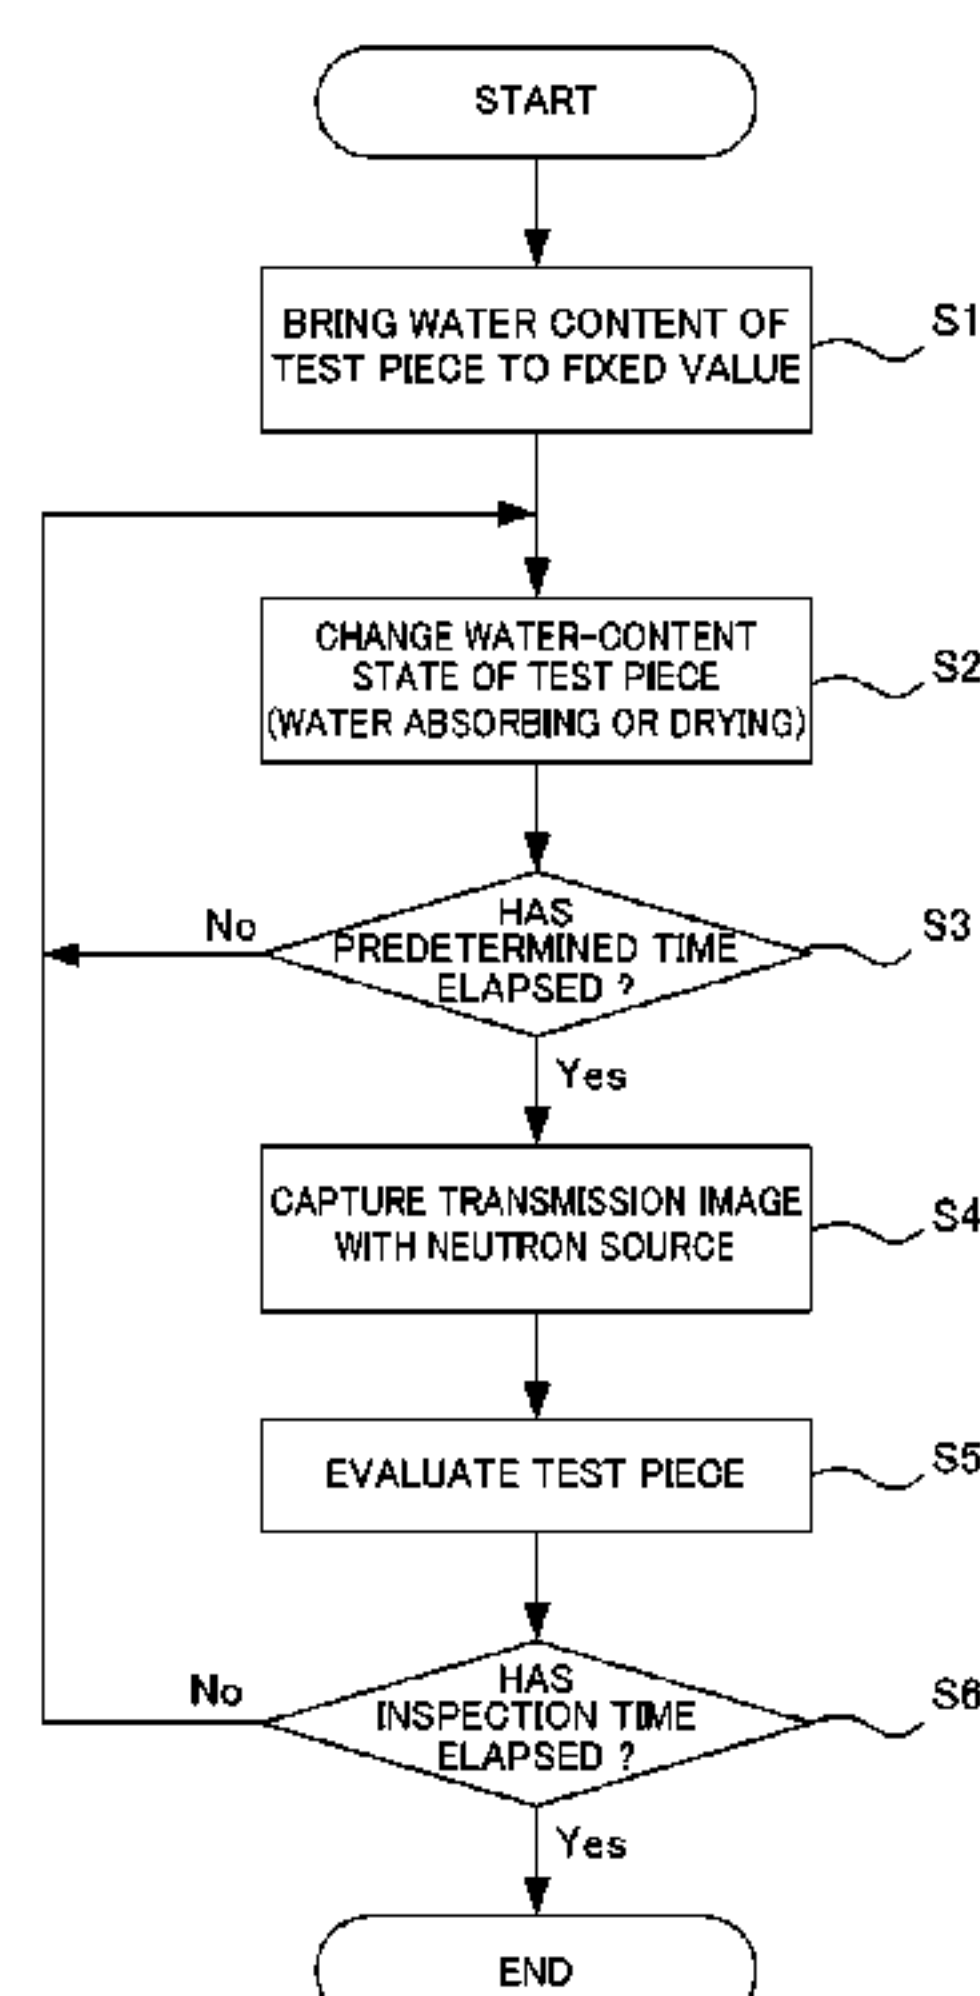 START
BRING WATER CONTENT OF
TEST PIECE TO FIXED VALUE
S1
CHANGE WATER-CONTENT
STATE OF TEST PIECE
(WATER ABSORBING OR DRYING)
S2
HAS
PREDETERMINED TIME
ELAPSED ?
S3
No
Yes
CAPTURE TRANSMISSION IMAGE
WITH NEUTRON SOURCE
S4
EVALUATE TEST PIECE
S5
HAS
INSPECTION TIME
ELAPSED ?
S6
No
Yes
END